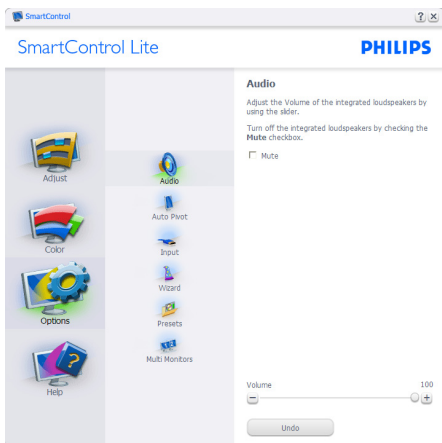 SmartControl
? x
SmartControl Lite
PHILIPS
Adjust
Color
Options
Help
Audio
Auto Pivot
Input
Wizard
Presets
1/2
Multi Monitors
Audio
Adjust the Volume of the integrated loudspeakers by
using the slider.
Turn off the integrated loudspeakers by checking the
Mute checkbox.
Mute
Volume 100
Undo